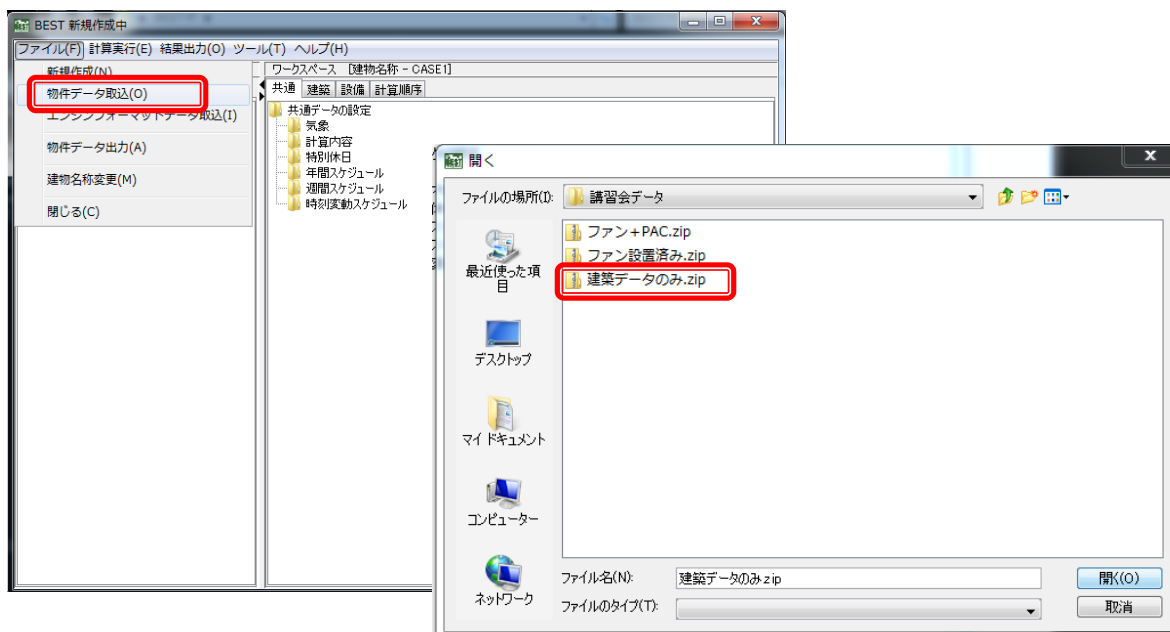 BEST 新規作成中
ファイル(F) 計算実行(E) 結果出力(O) ツール(T) ヘルプ(H)
新規作成(N)
物件データ取込(O)
エンジンフォーマットデータ取込(I)
物件データ出力(A)
建物名称変更(M)
閉じる(C)
ワークスペース [建物名称 - CASE1]
共通 建築 設備 計算順序
共通データの設定
気象
計算内容
特別休日
年間スケジュール
週間スケジュール
時刻変動スケジュール
開く
ファイルの場所(I): 講習会データ
ファン+PAC.zip
ファン設置済み.zip
建築データのみ.zip
最近使った項
目
デスクトップ
マイ ドキュメント
コンピューター
ネットワーク
ファイル名(N): 建築データのみ.zip
開く(O)
ファイルのタイプ(T):
取消